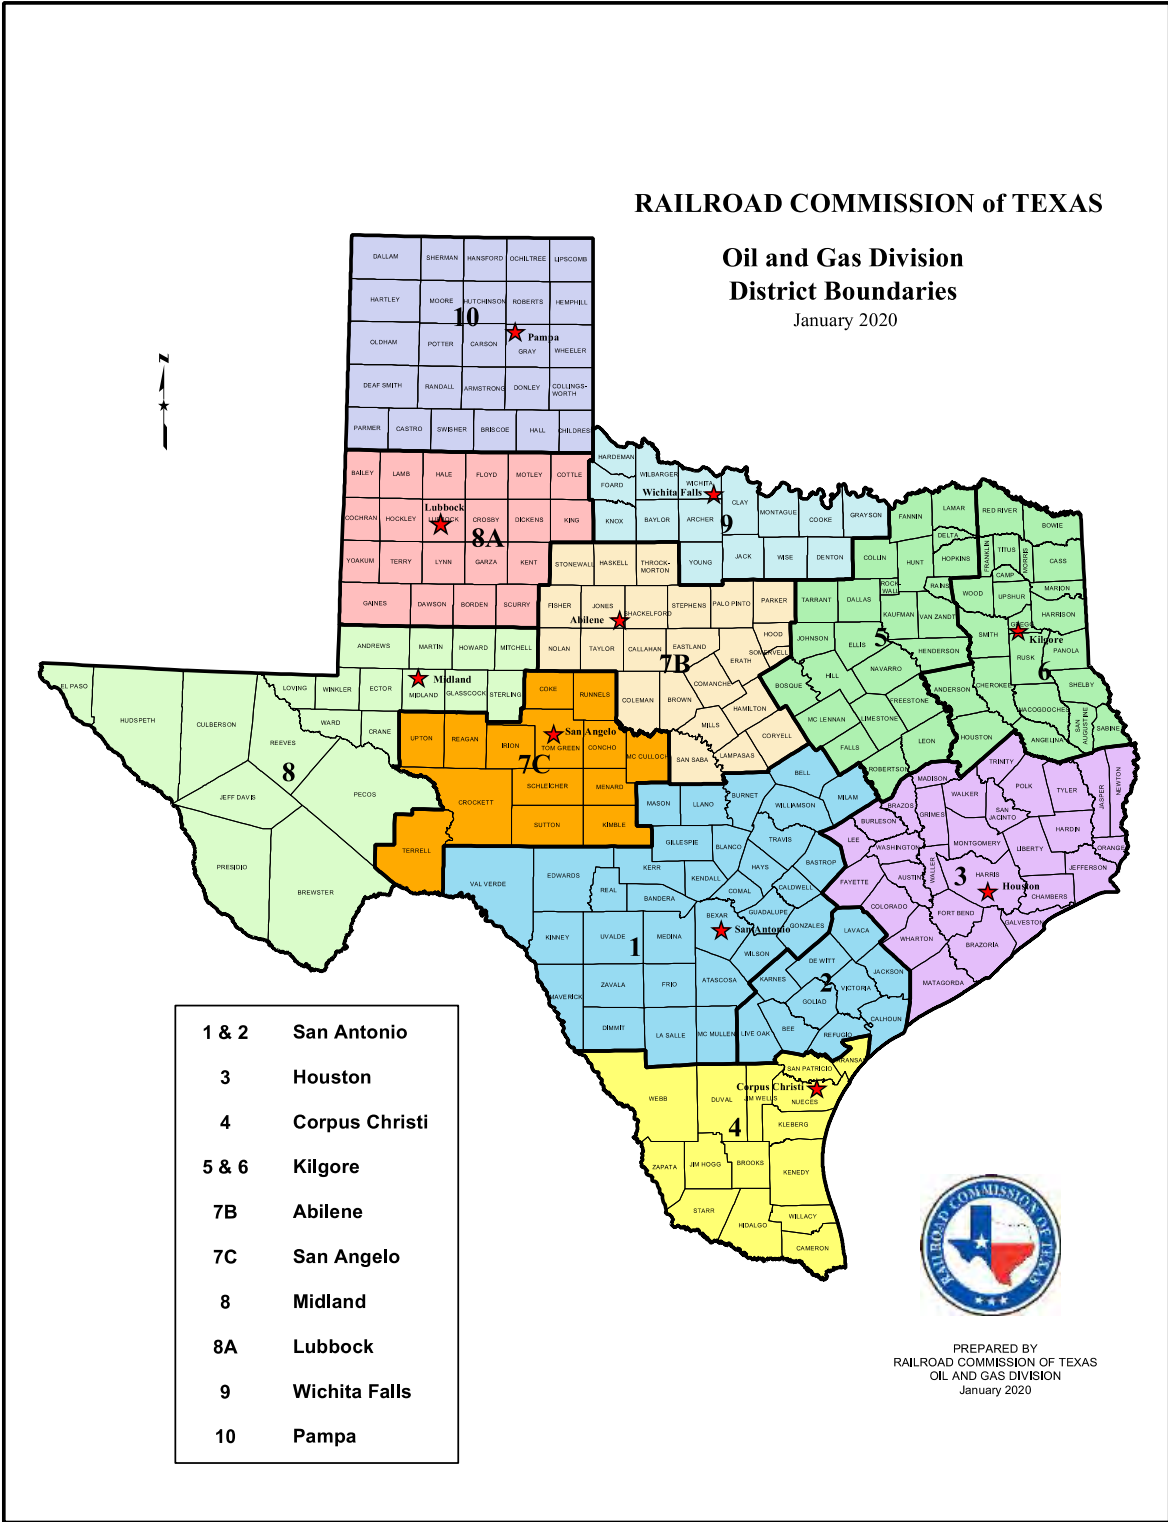 RAILROAD COMMISSION of TEXAS
Oil and Gas Division
District Boundaries
January 2020
N
DALLAM SHERMAN HANSFORD OCHILTREE LIPSCOMB
HARTLEY MOORE HUTCHINSON ROBERTS HEMPHILL
10
Pampa
OLDHAM POTTER CARSON GRAY WHEELER
DEAF SMITH RANDALL ARMSTRONG DONLEY COLLINGS-
WORTH
PARMER CASTRO SWISHER BRISCOE HALL CHILDRES
BAILEY LAMB HALE FLOYD MOTLEY COTTLE
Lubbock
COCHRAN HOCKLEY LUBBOCK CROSBY DICKENS KING
8A
YOAKUM TERRY LYNN GARZA KENT
GAINES DAWSON BORDEN SCURRY
HARDEMAN
FOARD WILBARGER WICHITA
Wichita Falls
CLAY
KNOX BAYLOR ARCHER MONTAGUE COOKE GRAYSON
9
YOUNG JACK WISE DENTON
STONEWALL HASKELL THROCK-
MORTON
FISHER JONES SHACKELFORD STEPHENS PALO PINTO PARKER
Abilene
NOLAN TAYLOR CALLAHAN EASTLAND ERATH HOOD
SOMERVELL
7B
COLEMAN BROWN COMANCHE HAMILTON
MILLS CORYELL
SAN SABA LAMPASAS
FANNIN LAMAR RED RIVER BOWIE
DELTA
COLLIN HUNT HOPKINS FRANKLIN TITUS MORRIS CASS
CAMP
ROCK
WALL
RAINS WOOD UPSHUR MARION
TARRANT DALLAS KAUFMAN VAN ZANDT HARRISON
GREGG
Kilgore
5
JOHNSON ELLIS HENDERSON SMITH RUSK PANOLA
6
BOSQUE HILL NAVARRO ANDERSON CHEROKEE SHELBY
FREESTONE NACOGDOCHES
MC LENNAN LIMESTONE
SAN
AUGUSTINE
SABINE
FALLS LEON HOUSTON ANGELINA
ROBERTSON
ANDREWS MARTIN HOWARD MITCHELL
EL PASO
HUDSPETH
CULBERSON
LOVING WINKLER ECTOR
Midland
MIDLAND GLASSCOCK STERLING
WARD
CRANE
REEVES
8
PECOS
JEFF DAVIS
PRESIDIO
BREWSTER
COKE RUNNELS
UPTON REAGAN IRION
San Angelo
TOM GREEN CONCHO MC CULLOCH
7C
CROCKETT SCHLEICHER MENARD
SUTTON KIMBLE
TERRELL
BELL
MASON LLANO BURNET WILLIAMSON MILAM
GILLESPIE BLANCO TRAVIS
VAL VERDE EDWARDS KERR KENDALL HAYS BASTROP
REAL BANDERA COMAL CALDWELL
BEXAR GUADALUPE GONZALES
San Antonio
KINNEY UVALDE MEDINA WILSON
1
MAVERICK ZAVALA FRIO ATASCOSA
DIMMIT LA SALLE MC MULLEN
LAVACA
DE WITT JACKSON
KARNES
2
VICTORIA
GOLIAD
CALHOUN
LIVE OAK BEE REFUGIO
TRINITY
MADISON POLK TYLER JASPER NEWTON
WALKER
BRAZOS GRIMES SAN
JACINTO
BURLESON
LEE WASHINGTON MONTGOMERY LIBERTY HARDIN
ORANGE
JEFFERSON
FAYETTE AUSTIN WALLER HARRIS
3
Houston
CHAMBERS
COLORADO FORT BEND GALVESTON
WHARTON BRAZORIA
MATAGORDA
ARANSAS
SAN PATRICIO
Corpus Christi
WEBB DUVAL JIM WELLS NUECES
4
KLEBERG
ZAPATA JIM HOGG BROOKS KENEDY
STARR HIDALGO WILLACY
CAMERON
1 & 2 San Antonio
3 Houston
4 Corpus Christi
5 & 6 Kilgore
7B Abilene
7C San Angelo
8 Midland
8A Lubbock
9 Wichita Falls
10 Pampa
RAILROAD COMMISSION OF TEXAS
PREPARED BY
RAILROAD COMMISSION OF TEXAS
OIL AND GAS DIVISION
January 2020